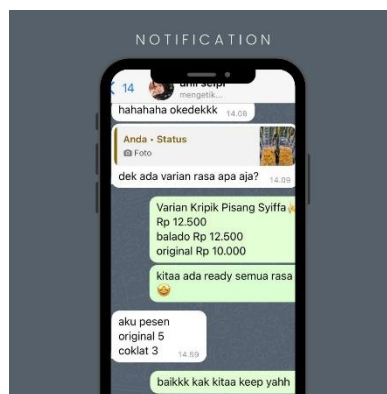 NOTIFICATION
14
mengetik...
hahahaha okedekkk 14.08
Anda • Status
Foto
dek ada varian rasa apa aja? 14.09
Varian Kripik Pisang Syiffa
Rp 12.500
balado Rp 12.500
original Rp 10.000
kitaa ada ready semua rasa
aku pesen
original 5
coklat 3 14.59
baikkk kak kitaa keep yahh